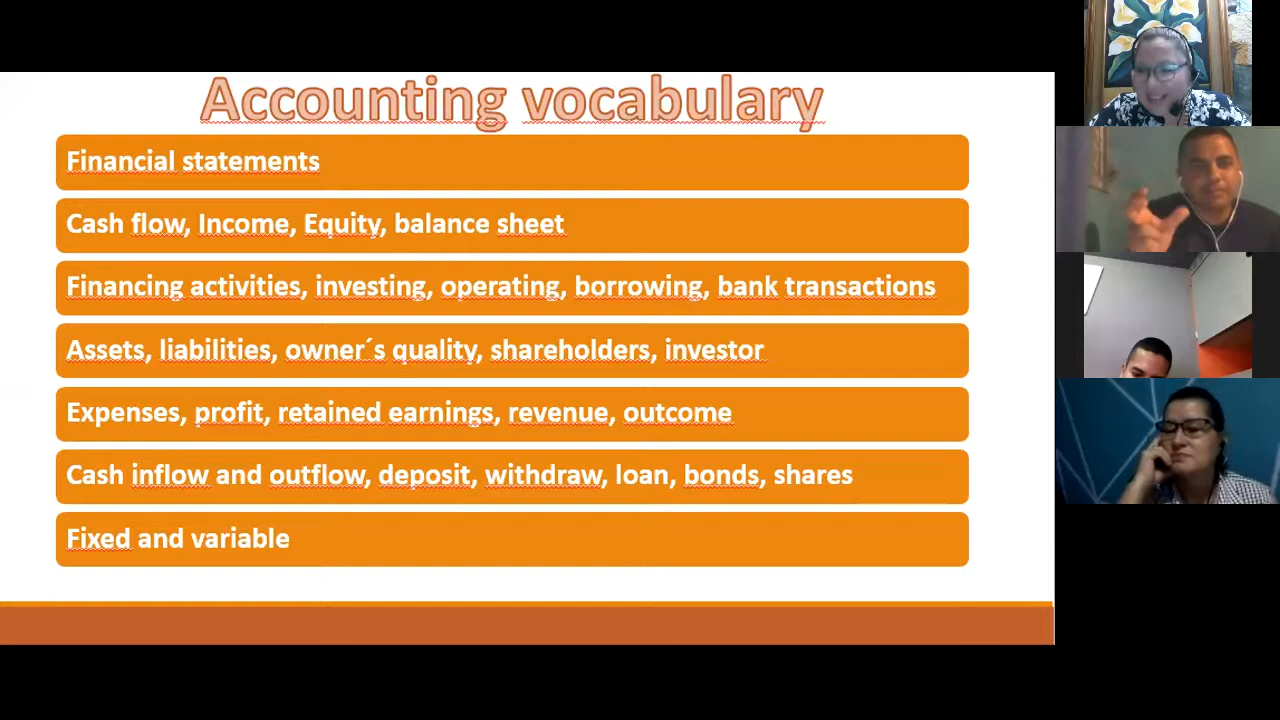 Accounting vocabulary
Financial statements
Cash flow, Income, Equity, balance sheet
Financing activities, investing, operating, borrowing, bank transactions
Assets, liabilities, owner´s quality, shareholders, investor
Expenses, profit, retained earnings, revenue, outcome
Cash inflow and outflow, deposit, withdraw, loan, bonds, shares
Fixed and variable